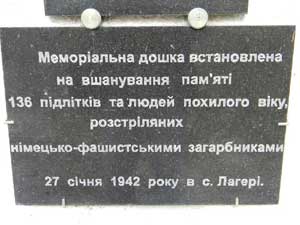 Меморіальна дошка встановлена
на вшанування пам'яті
136 підлітків та людей похилого віку,
розстріляних
німецько-фашистськими загарбниками
27 січня 1942 року в с. Лагері.